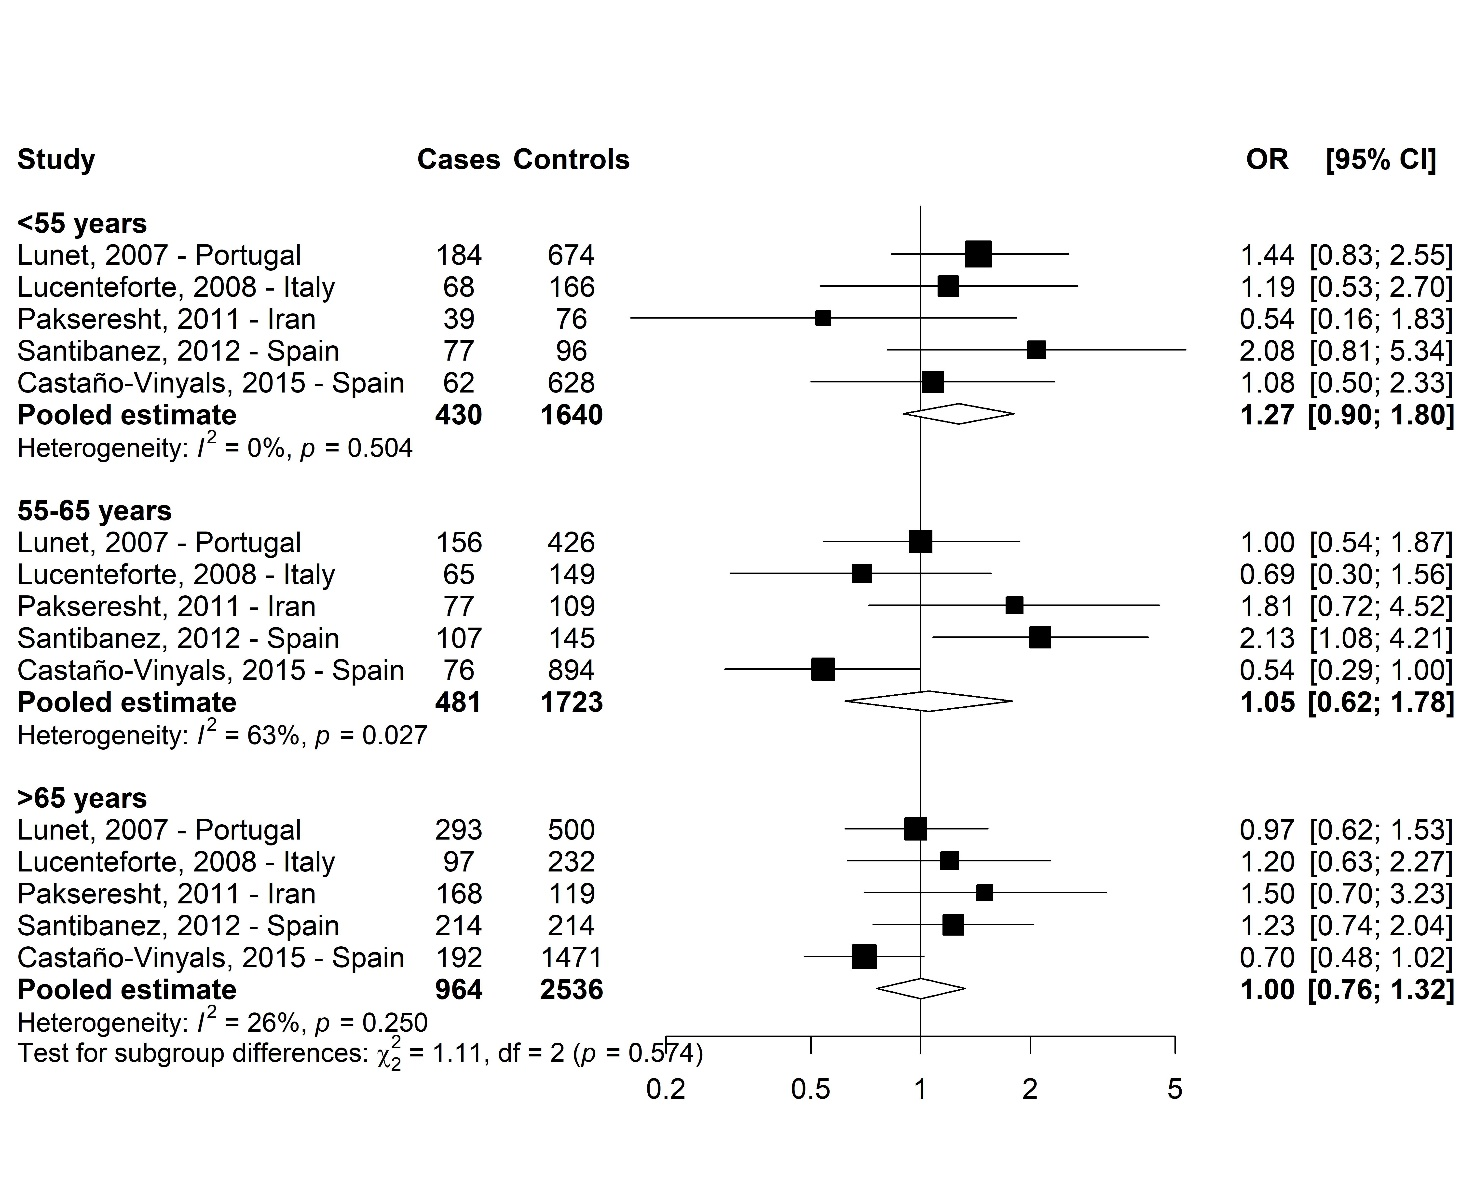 Study Cases Controls OR [95% CI]
<55 years
Lunet, 2007 - Portugal 184 674 1.44 [0.83; 2.55]
Lucenteforte, 2008 - Italy 68 166 1.19 [0.53; 2.70]
Pakseresht, 2011 - Iran 39 76 0.54 [0.16; 1.83]
Santibanez, 2012 - Spain 77 96 2.08 [0.81; 5.34]
Castaño-Vinyals, 2015 - Spain 62 628 1.08 [0.50; 2.33]
Pooled estimate 430 1640 1.27 [0.90; 1.80]
Heterogeneity: I² = 0%, p = 0.504
55-65 years
Lunet, 2007 - Portugal 156 426 1.00 [0.54; 1.87]
Lucenteforte, 2008 - Italy 65 149 0.69 [0.30; 1.56]
Pakseresht, 2011 - Iran 77 109 1.81 [0.72; 4.52]
Santibanez, 2012 - Spain 107 145 2.13 [1.08; 4.21]
Castaño-Vinyals, 2015 - Spain 76 894 0.54 [0.29; 1.00]
Pooled estimate 481 1723 1.05 [0.62; 1.78]
Heterogeneity: I² = 63%, p = 0.027
>65 years
Lunet, 2007 - Portugal 293 500 0.97 [0.62; 1.53]
Lucenteforte, 2008 - Italy 97 232 1.20 [0.63; 2.27]
Pakseresht, 2011 - Iran 168 119 1.50 [0.70; 3.23]
Santibanez, 2012 - Spain 214 214 1.23 [0.74; 2.04]
Castaño-Vinyals, 2015 - Spain 192 1471 0.70 [0.48; 1.02]
Pooled estimate 964 2536 1.00 [0.76; 1.32]
Heterogeneity: I² = 26%, p = 0.250
Test for subgroup differences: χ²₂ = 1.11, df = 2 (p = 0.574)
0.2 0.5 1 2 5